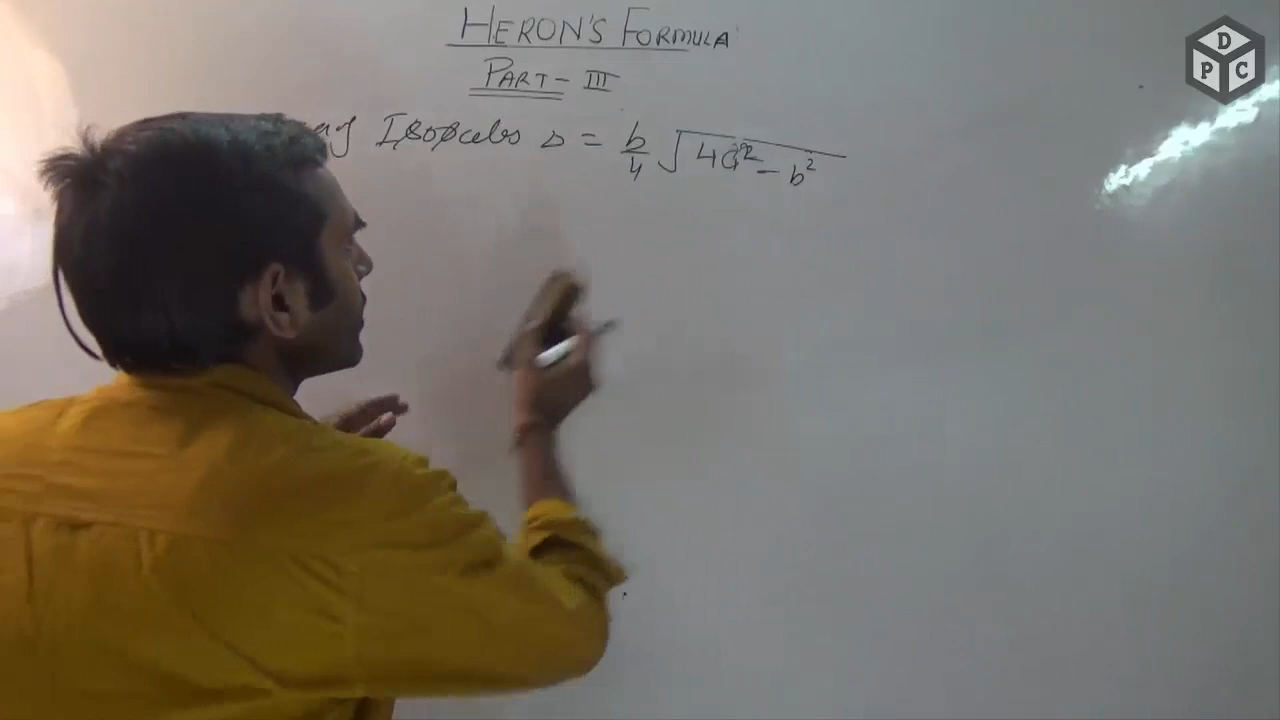 HERON'S FORMULA
PART - III
Isosceles Δ = b/4 √4a² - b²
D
P C